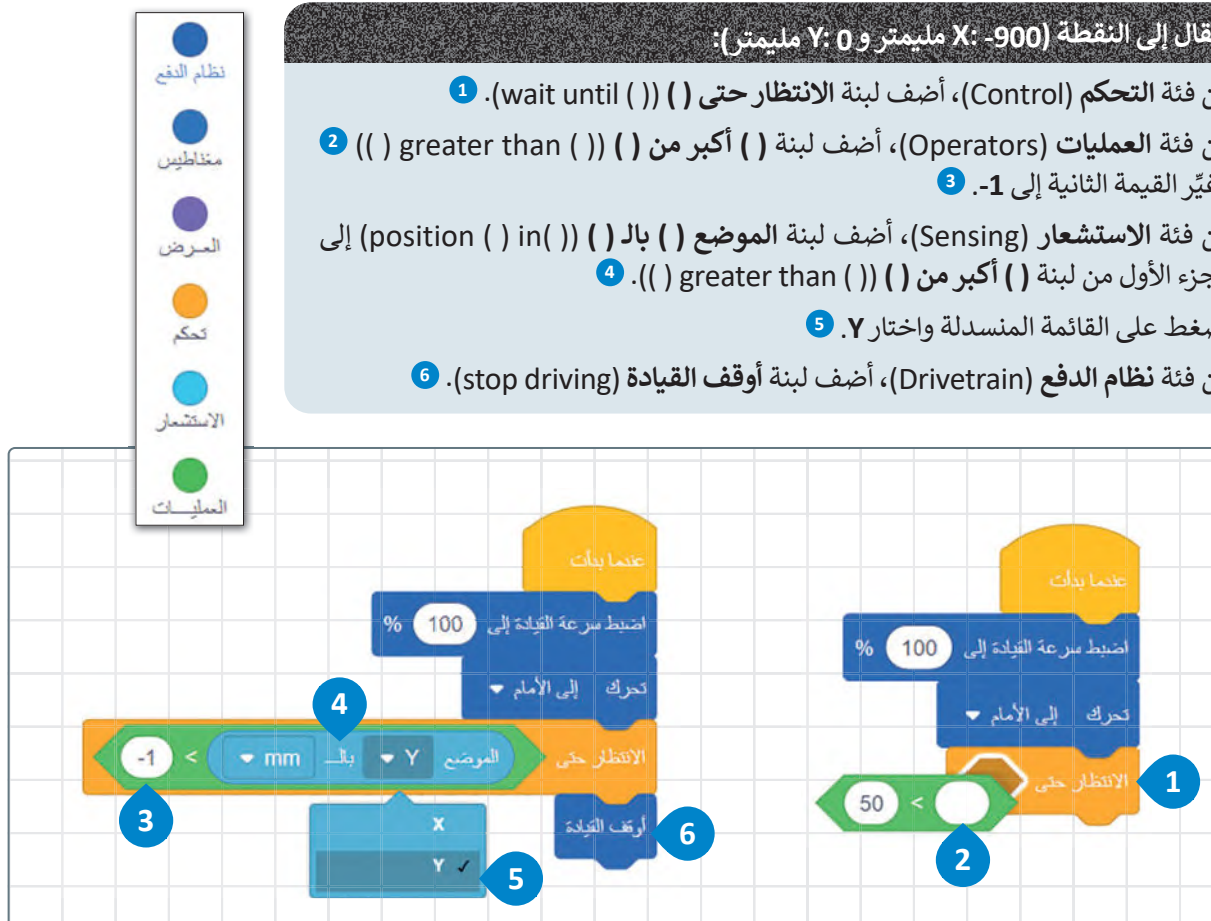 قال إلى النقطة (X: -900 مليمتر و Y: 0 مليمتر):
ن فئة التحكم (Control)، أضف لبنة الانتظار حتى ( ) (wait until ( )). 1
ن فئة العمليات (Operators)، أضف لبنة ( ) أكبر من ( ) (( ) greater than ( )) 2
غيِّر القيمة الثانية إلى 1-. 3
ن فئة الاستشعار (Sensing)، أضف لبنة الموضع ( ) بالـ ( ) (position ( ) in( )) إلى
جزء الأول من لبنة ( ) أكبر من ( ) (( ) greater than ( )). 4
ضغط على القائمة المنسدلة واختار Y. 5
ن فئة نظام الدفع (Drivetrain)، أضف لبنة أوقف القيادة (stop driving). 6
نظام الدفع
مغناطيس
العـرض
تحكم
الاستشعار
العمليـــات
عندما بدأت
اضبط سرعة القيادة إلى 100 %
تحرك إلى الأمام
الانتظار حتى
50 <
1
2
عندما بدأت
اضبط سرعة القيادة إلى 100 %
تحرك إلى الأمام
الانتظار حتى الموضع Y بالـ mm < -1
أوقف القيادة
X
Y ✓
3
4
5
6